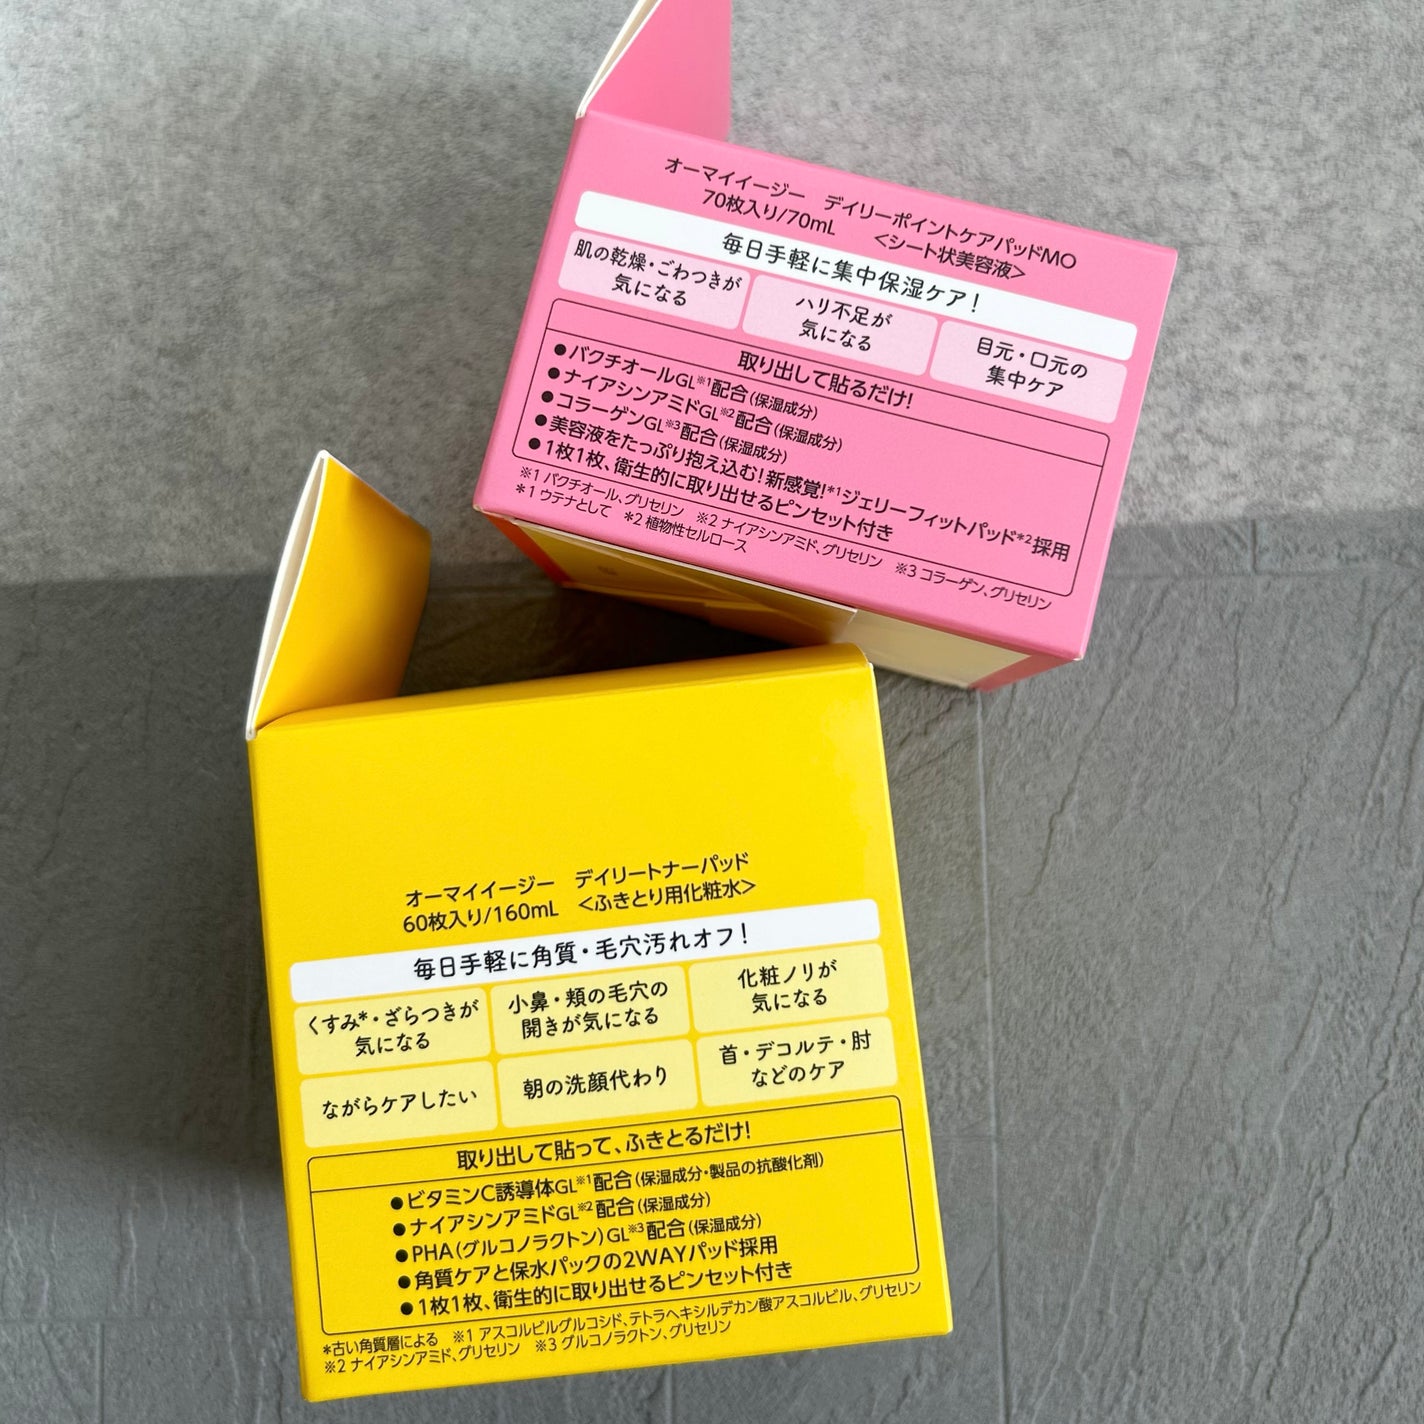 オーマイイージー デイリーポイントケアパッドMO
70枚入り/70mL <シート状美容液>
毎日手軽に集中保湿ケア！
肌の乾燥・ごわつきが
気になる
ハリ不足が
気になる
目元・口元の
集中ケア
取り出して貼るだけ！
●バクチオールGL※1配合(保湿成分)
●ナイアシンアミドGL※2配合(保湿成分)
●コラーゲンGL※3配合(保湿成分)
●美容液をたっぷり抱え込む！新感覚！*1ジェリーフィットパッド*2採用
●1枚1枚、衛生的に取り出せるピンセット付き
※1 バクチオール、グリセリン ※2 ナイアシンアミド、グリセリン ※3 コラーゲン、グリセリン
*1 ウテナとして *2 植物性セルロース
オーマイイージー デイリートナーパッド
60枚入り/160mL <ふきとり用化粧水>
毎日手軽に角質・毛穴汚れオフ！
くすみ*・ざらつきが
気になる
小鼻・頬の毛穴の
開きが気になる
化粧ノリが
気になる
ながらケアしたい
朝の洗顔代わり
首・デコルテ・肘
などのケア
取り出して貼って、ふきとるだけ！
●ビタミンC誘導体GL※1配合(保湿成分・製品の抗酸化剤)
●ナイアシンアミドGL※2配合(保湿成分)
●PHA(グルコノラクトン)GL※3配合(保湿成分)
●角質ケアと保水パックの2WAYパッド採用
●1枚1枚、衛生的に取り出せるピンセット付き
*古い角質層による ※1 アスコルビルグルコシド、テトラヘキシルデカン酸アスコルビル、グリセリン
※2 ナイアシンアミド、グリセリン ※3 グルコノラクトン、グリセリン